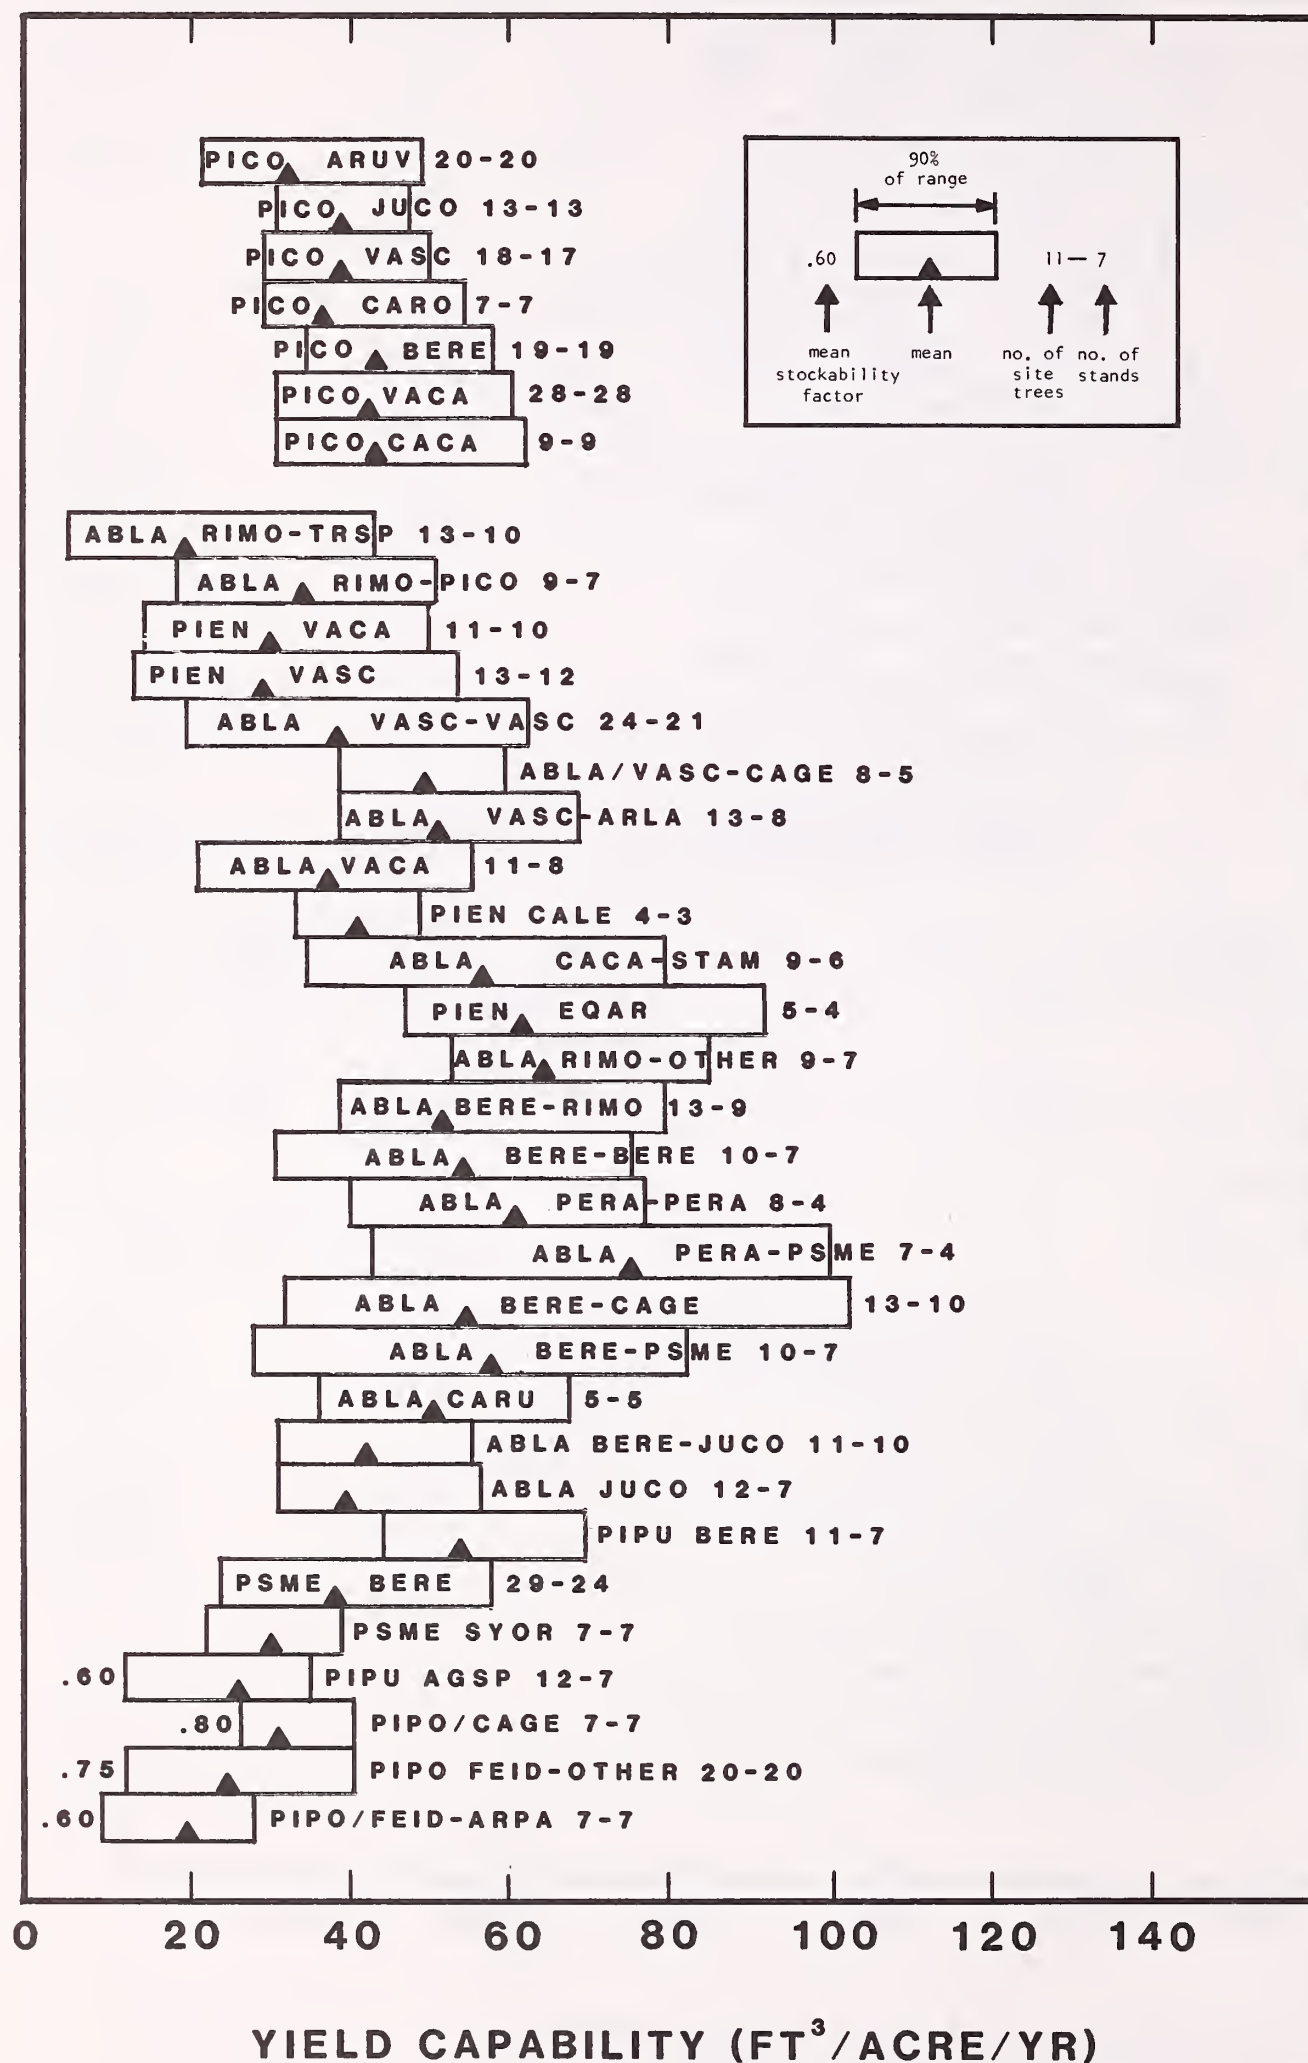 PICO ARUV 20-20
PICO JUCO 13-13
PICO VASC 18-17
PICO CARO 7-7
PICO BERE 19-19
PICO VACA 28-28
PICO CACA 9-9
90%
of range
.60
11— 7
mean
stockability
factor
mean
no. of
site
trees
no. of
stands
ABLA RIMO-TRSP 13-10
ABLA RIMO-PICO 9-7
PIEN VACA 11-10
PIEN VASC 13-12
ABLA VASC-VASC 24-21
ABLA/VASC-CAGE 8-5
ABLA VASC-ARLA 13-8
ABLA VACA 11-8
PIEN CALE 4-3
ABLA CACA-STAM 9-6
PIEN EQAR 5-4
ABLA RIMO-OTHER 9-7
ABLA BERE-RIMO 13-9
ABLA BERE-BERE 10-7
ABLA PERA-PERA 8-4
ABLA PERA-PSME 7-4
ABLA BERE-CAGE 13-10
ABLA BERE-PSME 10-7
ABLA CARU 5-5
ABLA BERE-JUCO 11-10
ABLA JUCO 12-7
PIPU BERE 11-7
PSME BERE 29-24
PSME SYOR 7-7
.60 PIPU AGSP 12-7
.80 PIPO/CAGE 7-7
.75 PIPO FEID-OTHER 20-20
.60 PIPO/FEID-ARPA 7-7
0 20 40 60 80 100 120 140
YIELD CAPABILITY (FT³/ACRE/YR)